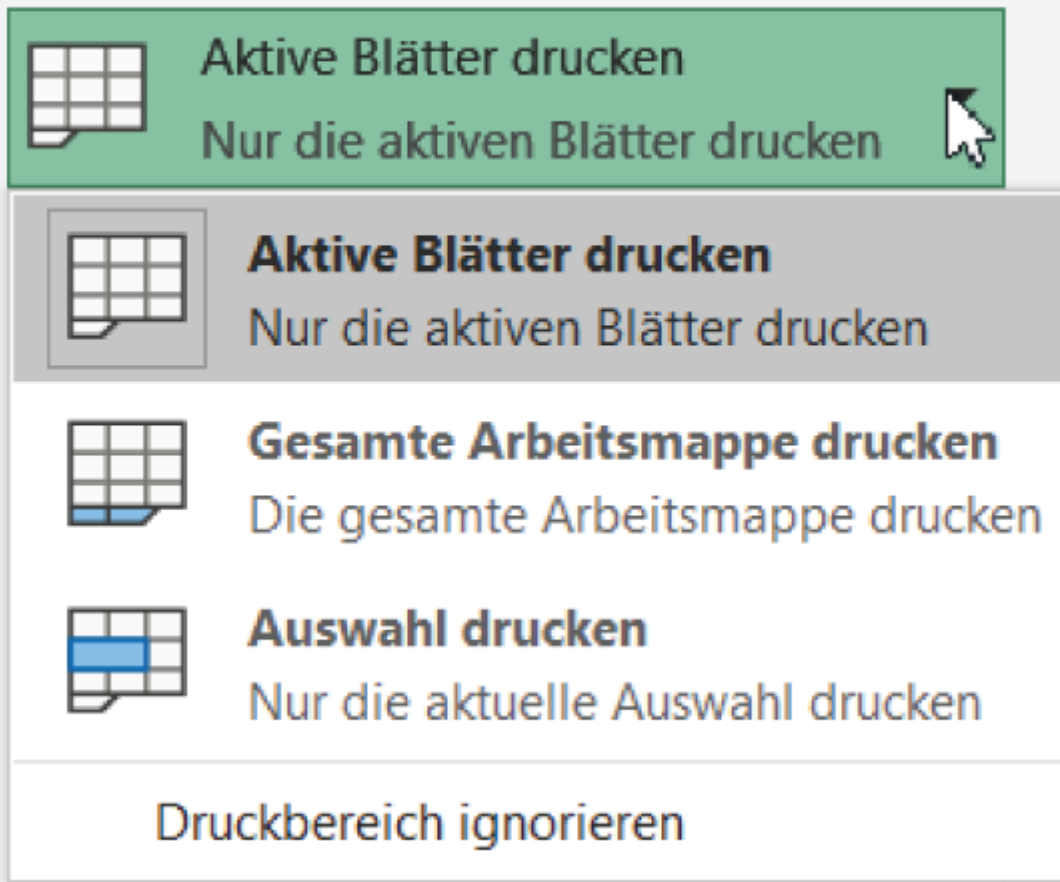 Aktive Blätter drucken
Nur die aktiven Blätter drucken
Aktive Blätter drucken
Nur die aktiven Blätter drucken
Gesamte Arbeitsmappe drucken
Die gesamte Arbeitsmappe drucken
Auswahl drucken
Nur die aktuelle Auswahl drucken
Druckbereich ignorieren